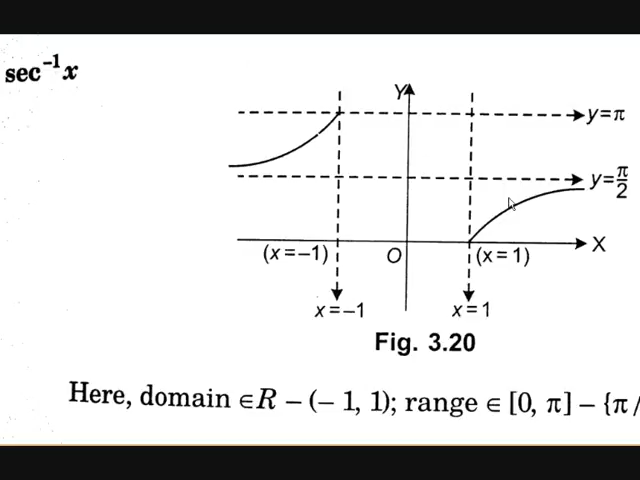 sec⁻¹x
Y
y=π
y=π/2
X
(x=–1)
O
(x=1)
x=–1
x=1
Fig. 3.20
Here, domain ∈R – (– 1, 1); range ∈ [0, π] – {π/